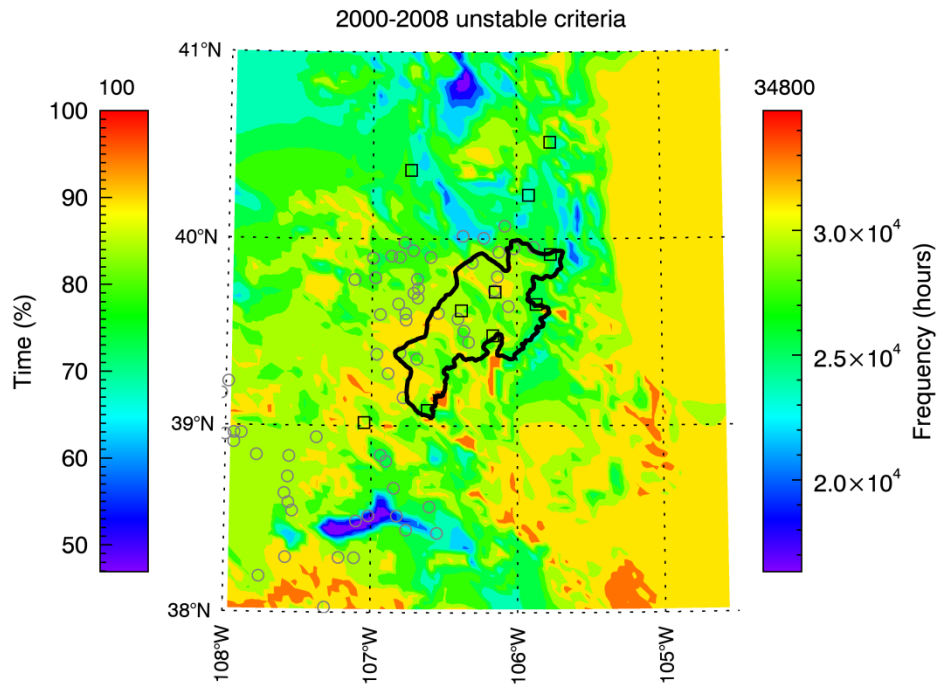 2000-2008 unstable criteria
100
100
90
80
70
60
50
Time (%)
41°N
40°N
39°N
38°N
108°W
107°W
106°W
105°W
34800
3.0×10⁴
2.5×10⁴
2.0×10⁴
Frequency (hours)